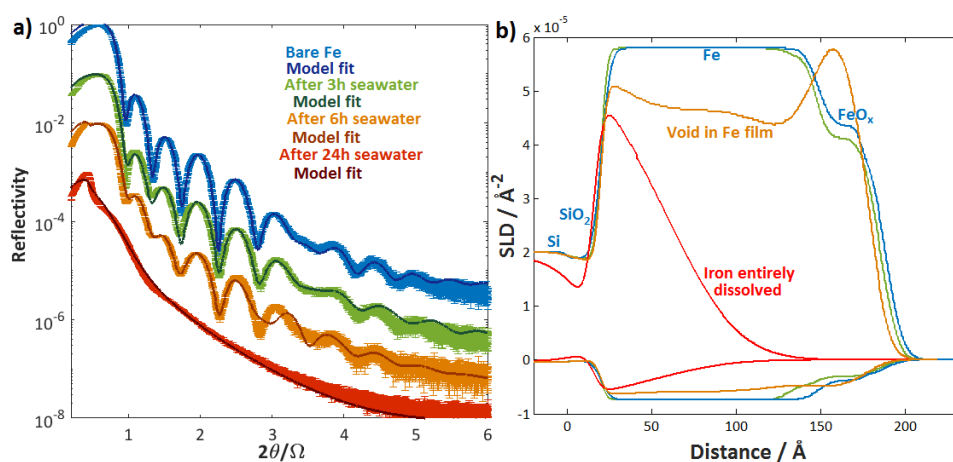 a)
Bare Fe
Model fit
After 3h seawater
Model fit
After 6h seawater
Model fit
After 24h seawater
Model fit
10⁰
10⁻²
10⁻⁴
10⁻⁶
10⁻⁸
Reflectivity
1 2 3 4 5 6
2θ/Ω
b)
× 10⁻⁵
6
5
4
3
2
1
0
-1
SLD / Å⁻²
Fe
FeOₓ
Void in Fe film
SiO₂
Si
Iron entirely
dissolved
0 50 100 150 200
Distance / Å